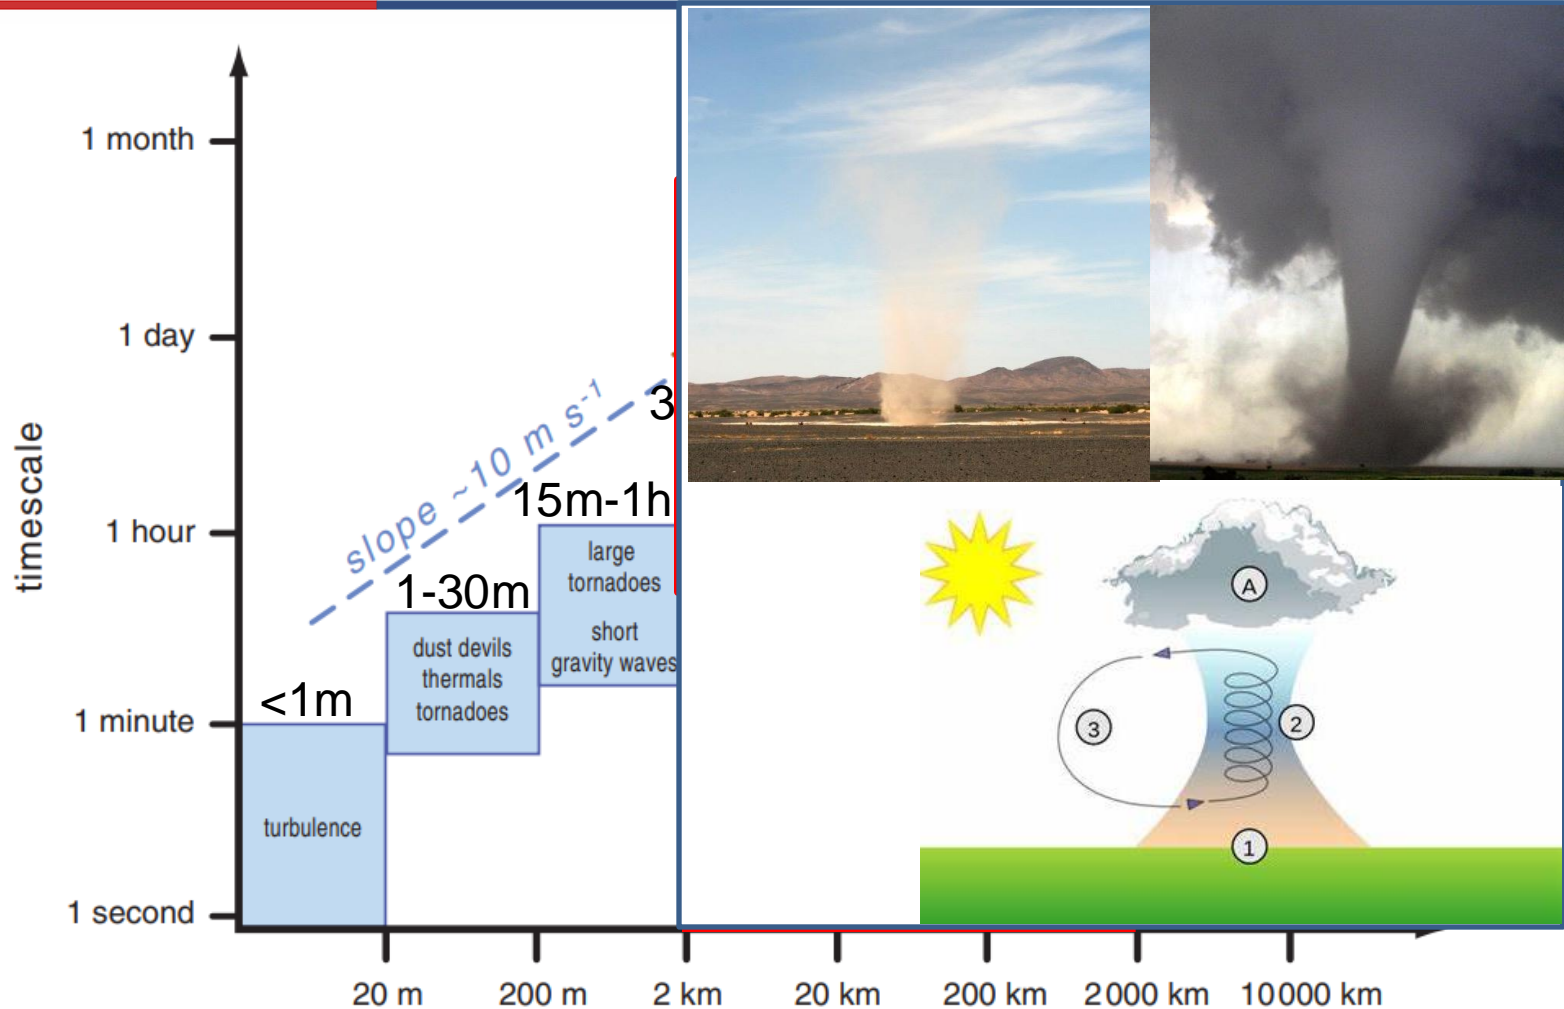 1 month
1 day
1 hour
1 minute
1 second
timescale
slope ~10 m s-1
3
15m-1h
large
tornadoes
short
gravity waves
1-30m
dust devils
thermals
tornadoes
<1m
turbulence
A
2
3
1
20 m
200 m
2 km
20 km
200 km
2000 km
10000 km